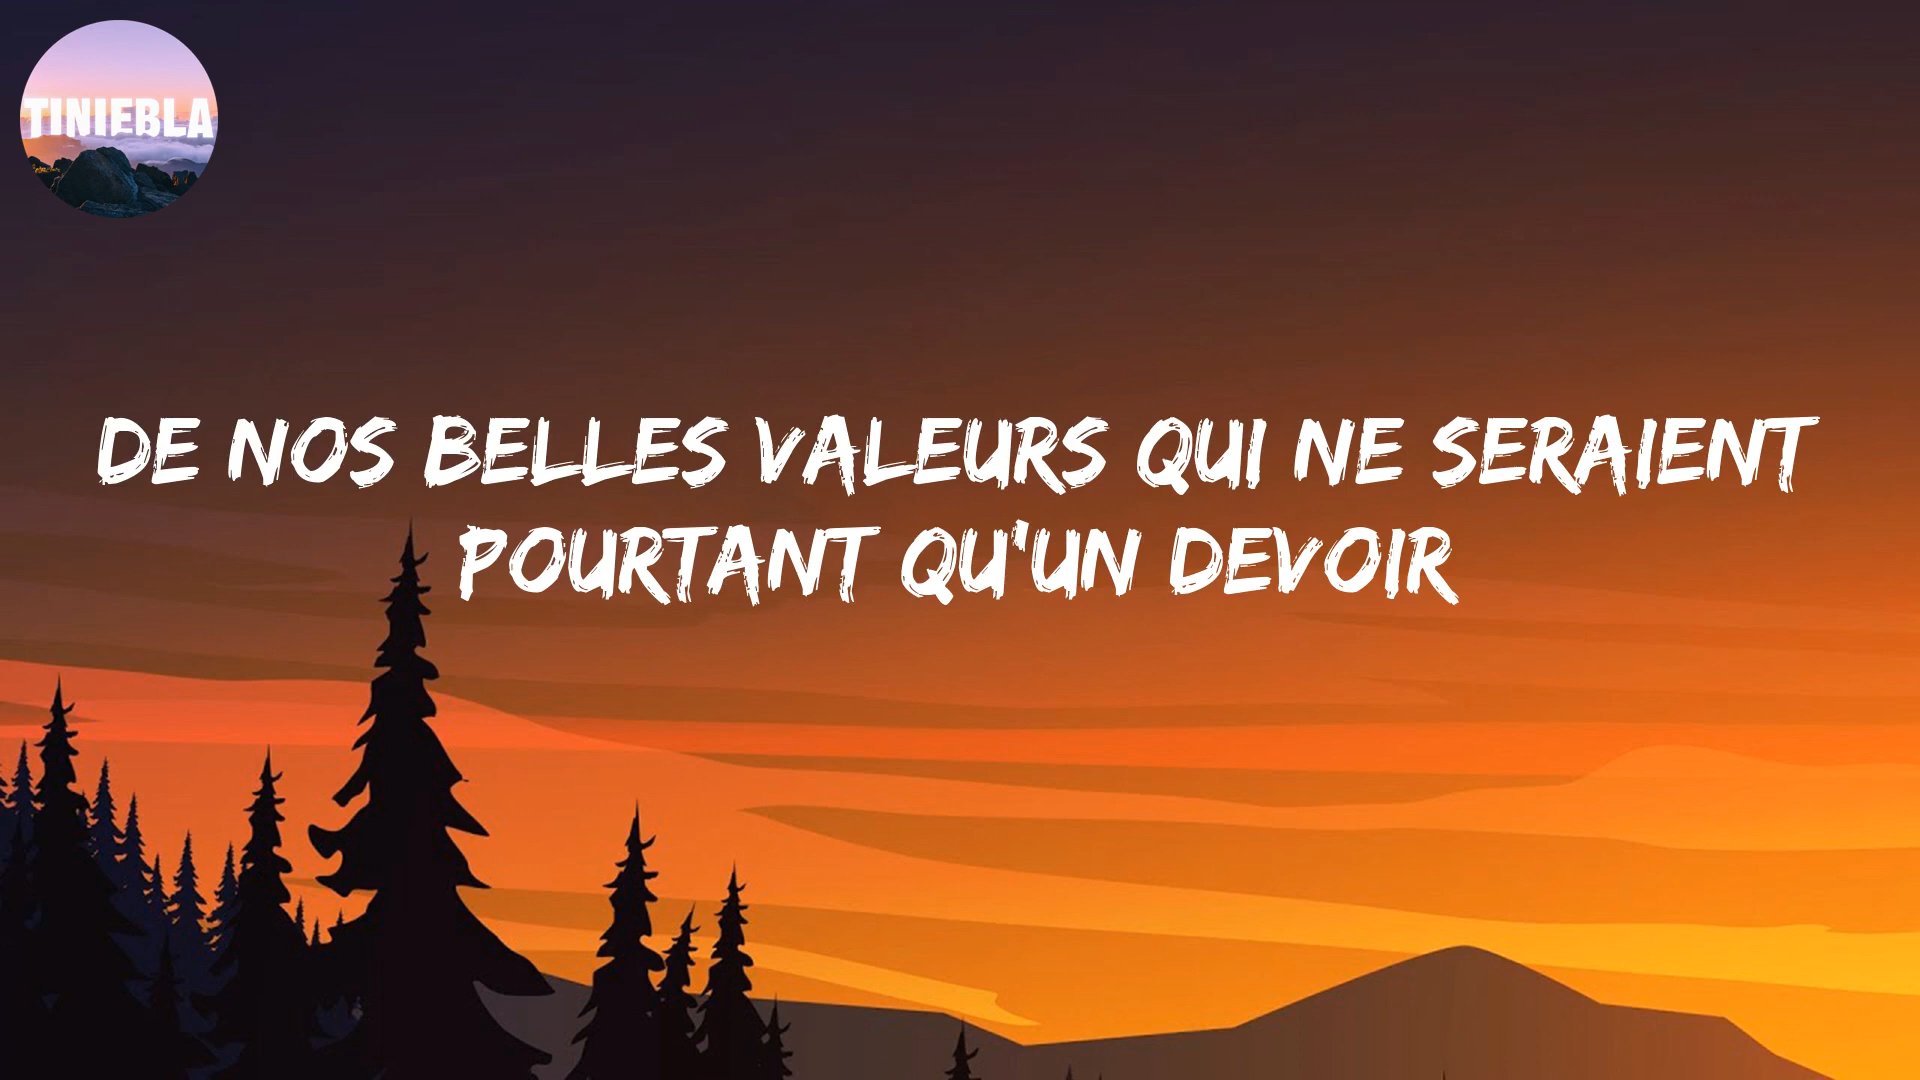 TINIEBLA
DE NOS BELLES VALEURS QUI NE SERAIENT
POURTANT QU'UN DEVOIR